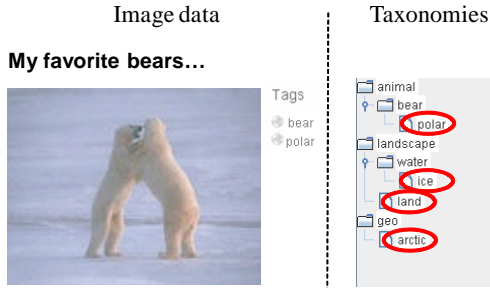 Image data
Taxonomies
My favorite bears…
Tags
bear
polar
animal
bear
polar
landscape
water
ice
land
geo
arctic